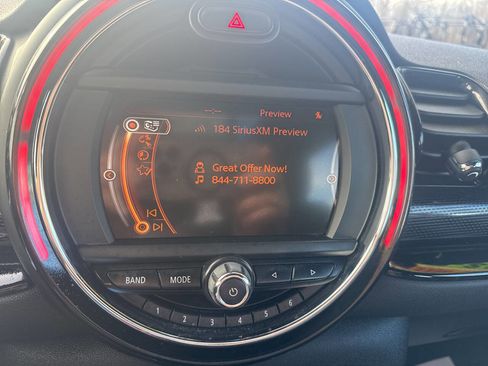 Preview
184 SiriusXM Preview
Great Offer Now!
844-711-8800
BAND
MODE
1 2 3 4 5 6